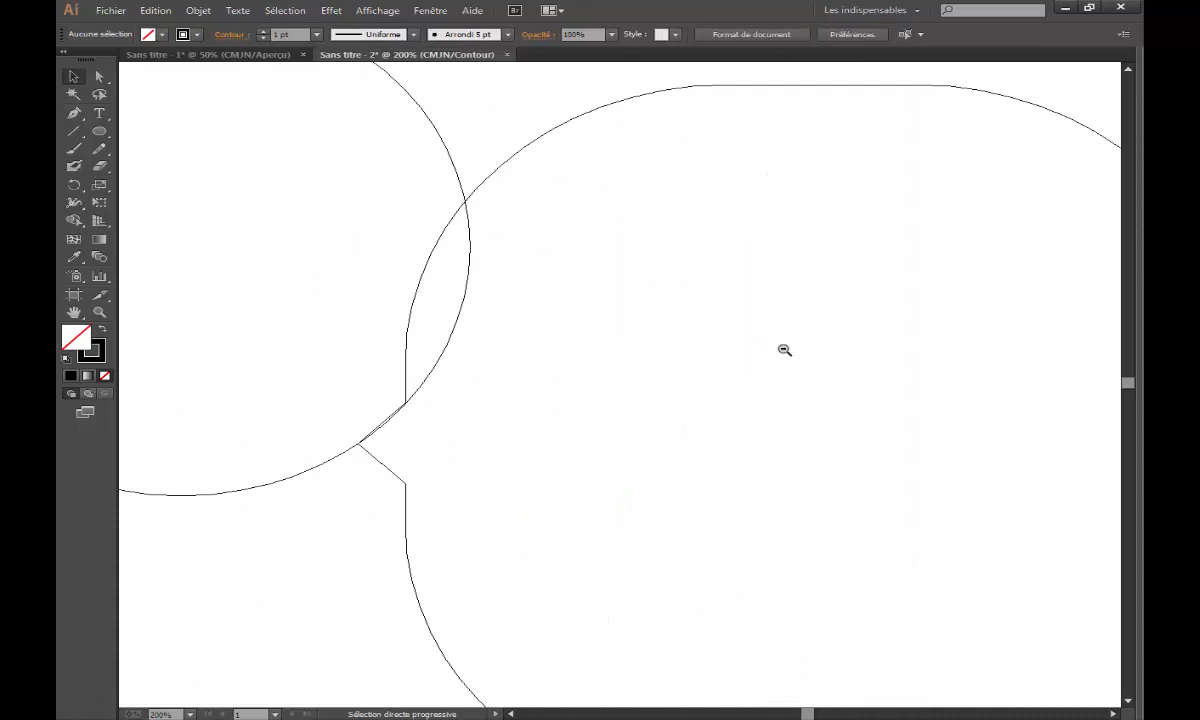 Ai Fichier Edition Objet Texte Sélection Effet Affichage Fenêtre Aide Br Les indispensables
Aucune sélection Contour : 1 pt Uniforme Arrondi 5 pt Opacité : 100% Style : Format de document Préférences
Sans titre - 1* @ 50% (CMJN/Aperçu) × Sans titre - 2* @ 200% (CMJN/Contour) ×
T
200% 1 Sélection directe progressive